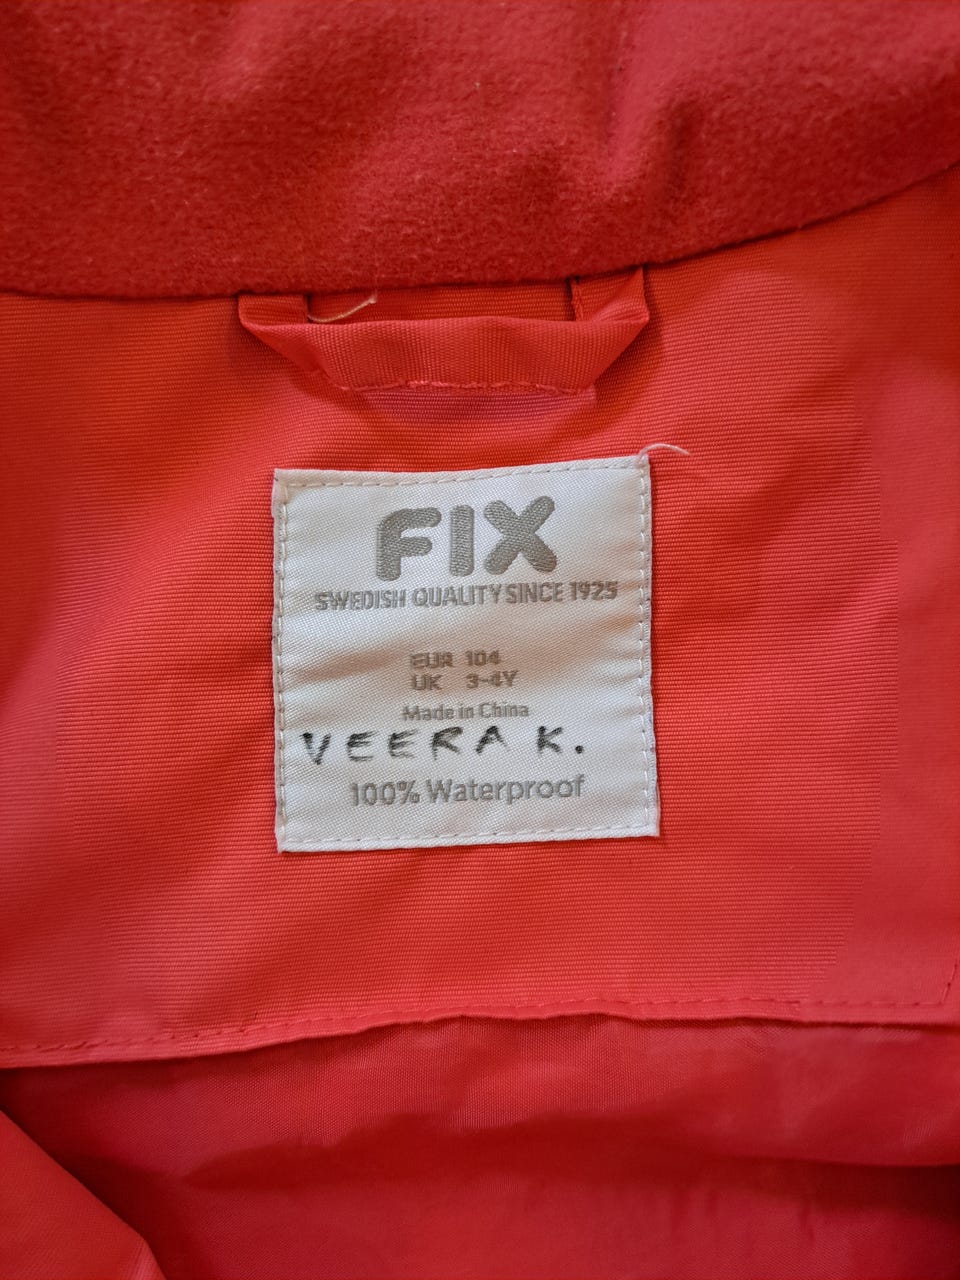 FIX
SWEDISH QUALITY SINCE 1925
EUR 104
UK 3-4Y
Made in China
VEERA K.
100% Waterproof